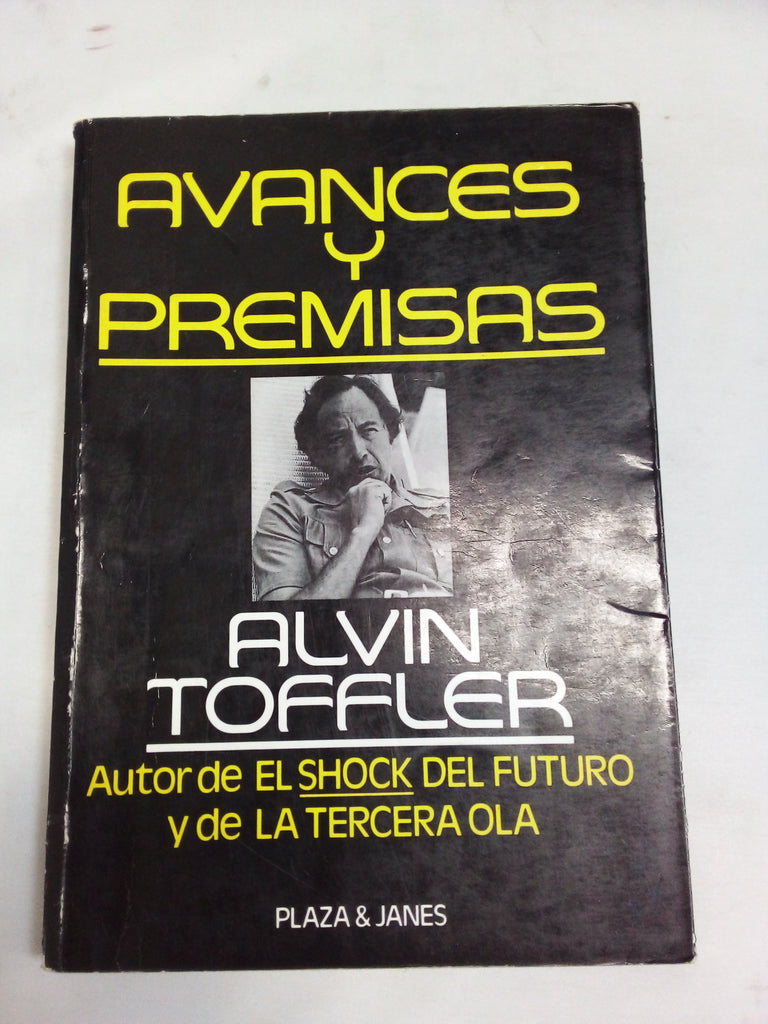 AVANCES
Y
PREMISAS
ALVIN
TOFFLER
Autor de EL SHOCK DEL FUTURO
y de LA TERCERA OLA
PLAZA & JANES